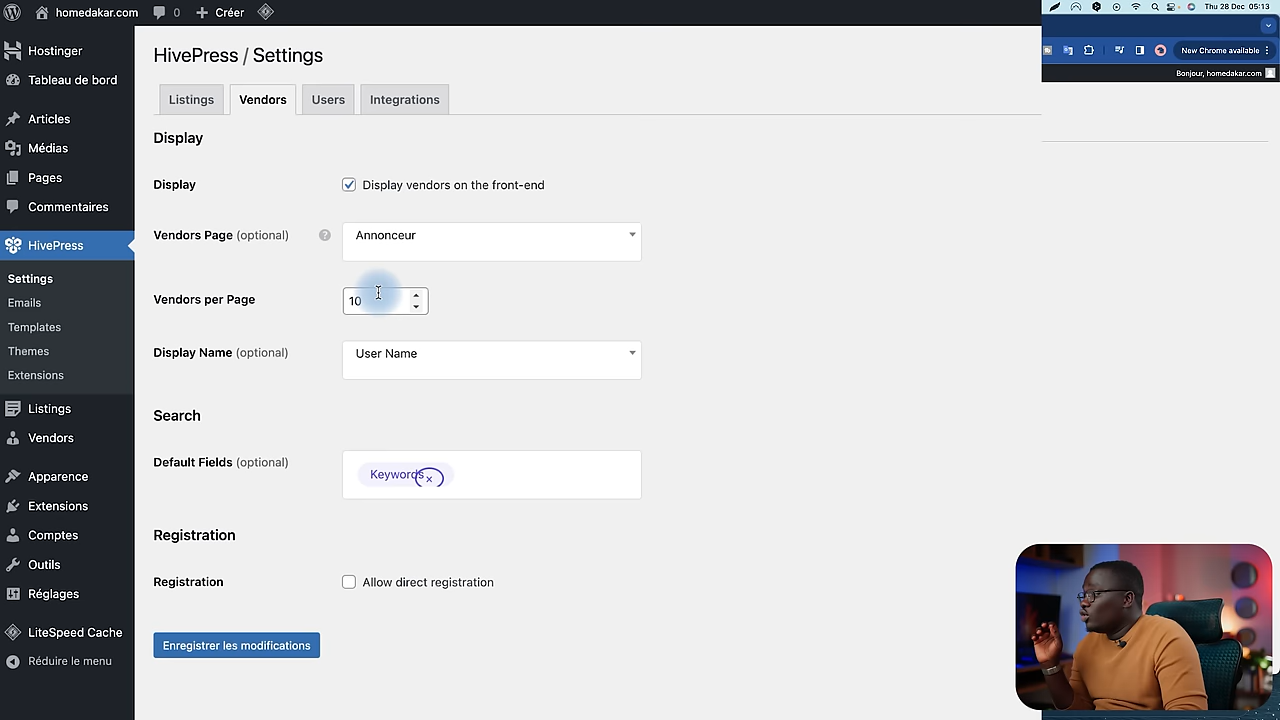 homedakar.com 0 Créer
Thu 28 Dec 05:13
New Chrome available
Bonjour, homedakar.com
Hostinger
Tableau de bord
Articles
Médias
Pages
Commentaires
HivePress
Settings
Emails
Templates
Themes
Extensions
Listings
Vendors
Apparence
Extensions
Comptes
Outils
Réglages
LiteSpeed Cache
Réduire le menu
HivePress / Settings
Listings Vendors Users Integrations
Display
Display Display vendors on the front-end
Vendors Page (optional) ? Annonceur
Vendors per Page 10
Display Name (optional) User Name
Search
Default Fields (optional) Keywords ×
Registration
Registration Allow direct registration
Enregistrer les modifications